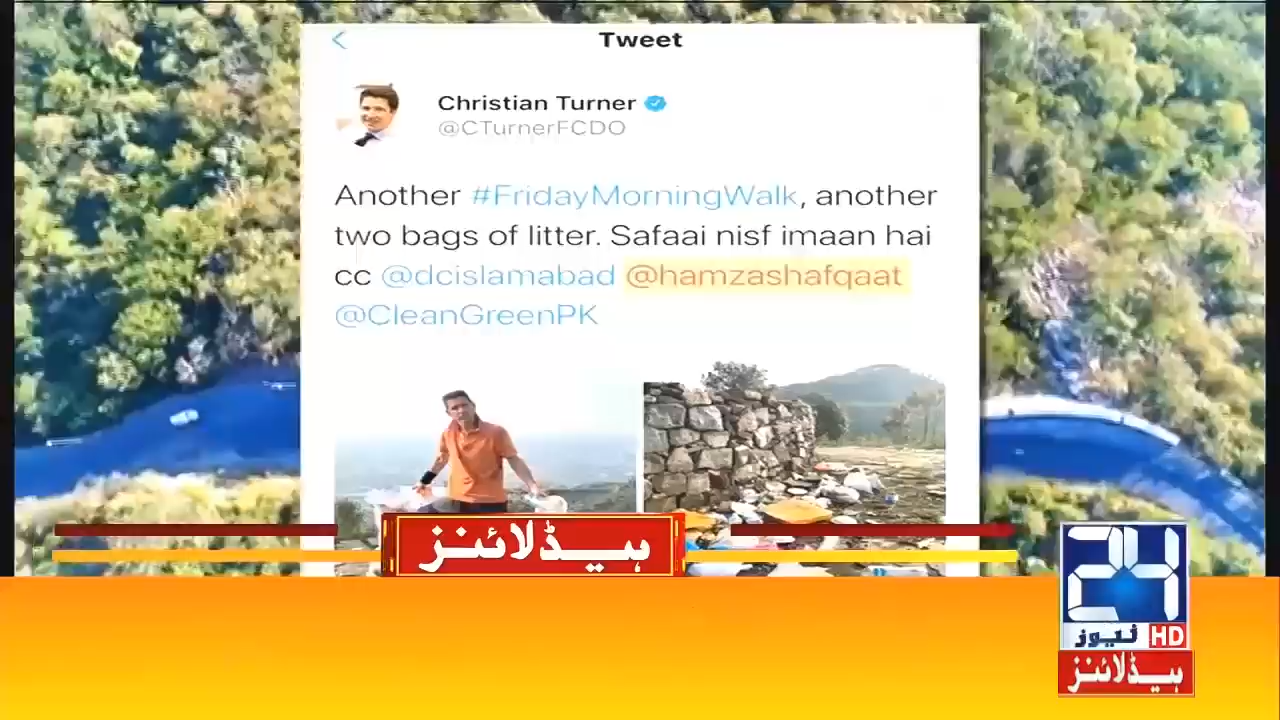 Tweet
Christian Turner
@CTurnerFCDO
Another #FridayMorningWalk, another
two bags of litter. Safaai nisf imaan hai
cc @dcislamabad @hamzashafqaat
@CleanGreenPK
ہیڈلائنز
24
نیوز HD
ہیڈلائنز